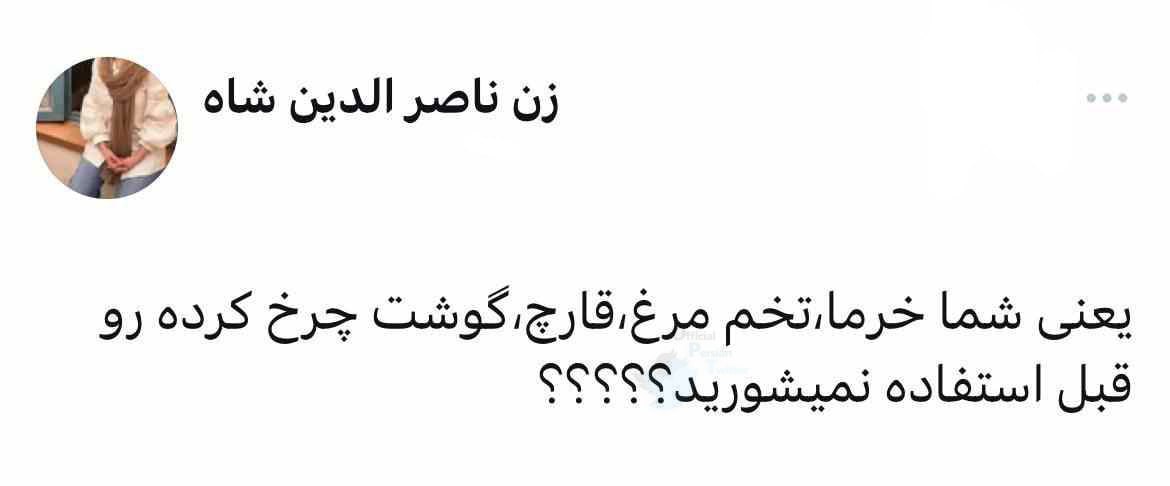 زن ناصر الدین شاه
یعنی شما خرما،تخم مرغ،قارچ،گوشت چرخ کرده رو
قبل استفاده نمیشورید؟؟؟؟؟
Official
Persian
Twitter